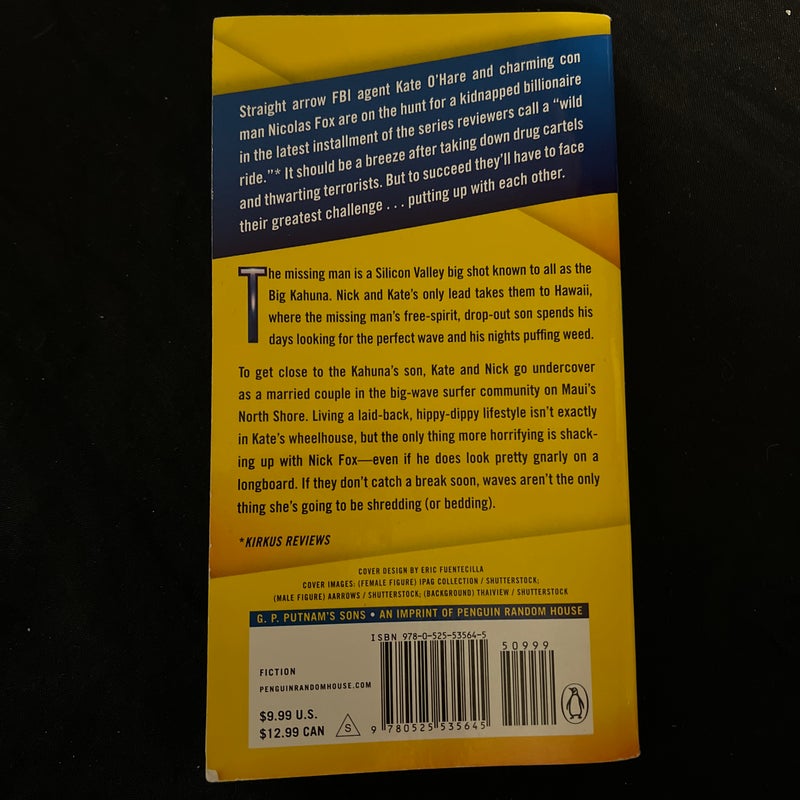 Straight arrow FBI agent Kate O'Hare and charming con
man Nicolas Fox are on the hunt for a kidnapped billionaire
in the latest installment of the series reviewers call a “wild
ride.”* It should be a breeze after taking down drug cartels
and thwarting terrorists. But to succeed they'll have to face
their greatest challenge . . . putting up with each other.
The missing man is a Silicon Valley big shot known to all as the
Big Kahuna. Nick and Kate's only lead takes them to Hawaii,
where the missing man's free-spirit, drop-out son spends his
days looking for the perfect wave and his nights puffing weed.
To get close to the Kahuna's son, Kate and Nick go undercover
as a married couple in the big-wave surfer community on Maui's
North Shore. Living a laid-back, hippy-dippy lifestyle isn't exactly
in Kate's wheelhouse, but the only thing more horrifying is shack-
ing up with Nick Fox—even if he does look pretty gnarly on a
longboard. If they don't catch a break soon, waves aren't the only
thing she's going to be shredding (or bedding).
*KIRKUS REVIEWS
COVER DESIGN BY ERIC FUENTECILLA
COVER IMAGES: (FEMALE FIGURE) IPAG COLLECTION / SHUTTERSTOCK;
(MALE FIGURE) AARROWS / SHUTTERSTOCK; (BACKGROUND) THAIVIEW / SHUTTERSTOCK
G. P. PUTNAM'S SONS • AN IMPRINT OF PENGUIN RANDOM HOUSE
ISBN 978-0-525-53564-5
50999
FICTION
PENGUINRANDOMHOUSE.COM
$9.99 U.S.
$12.99 CAN
S
9 780525 535645